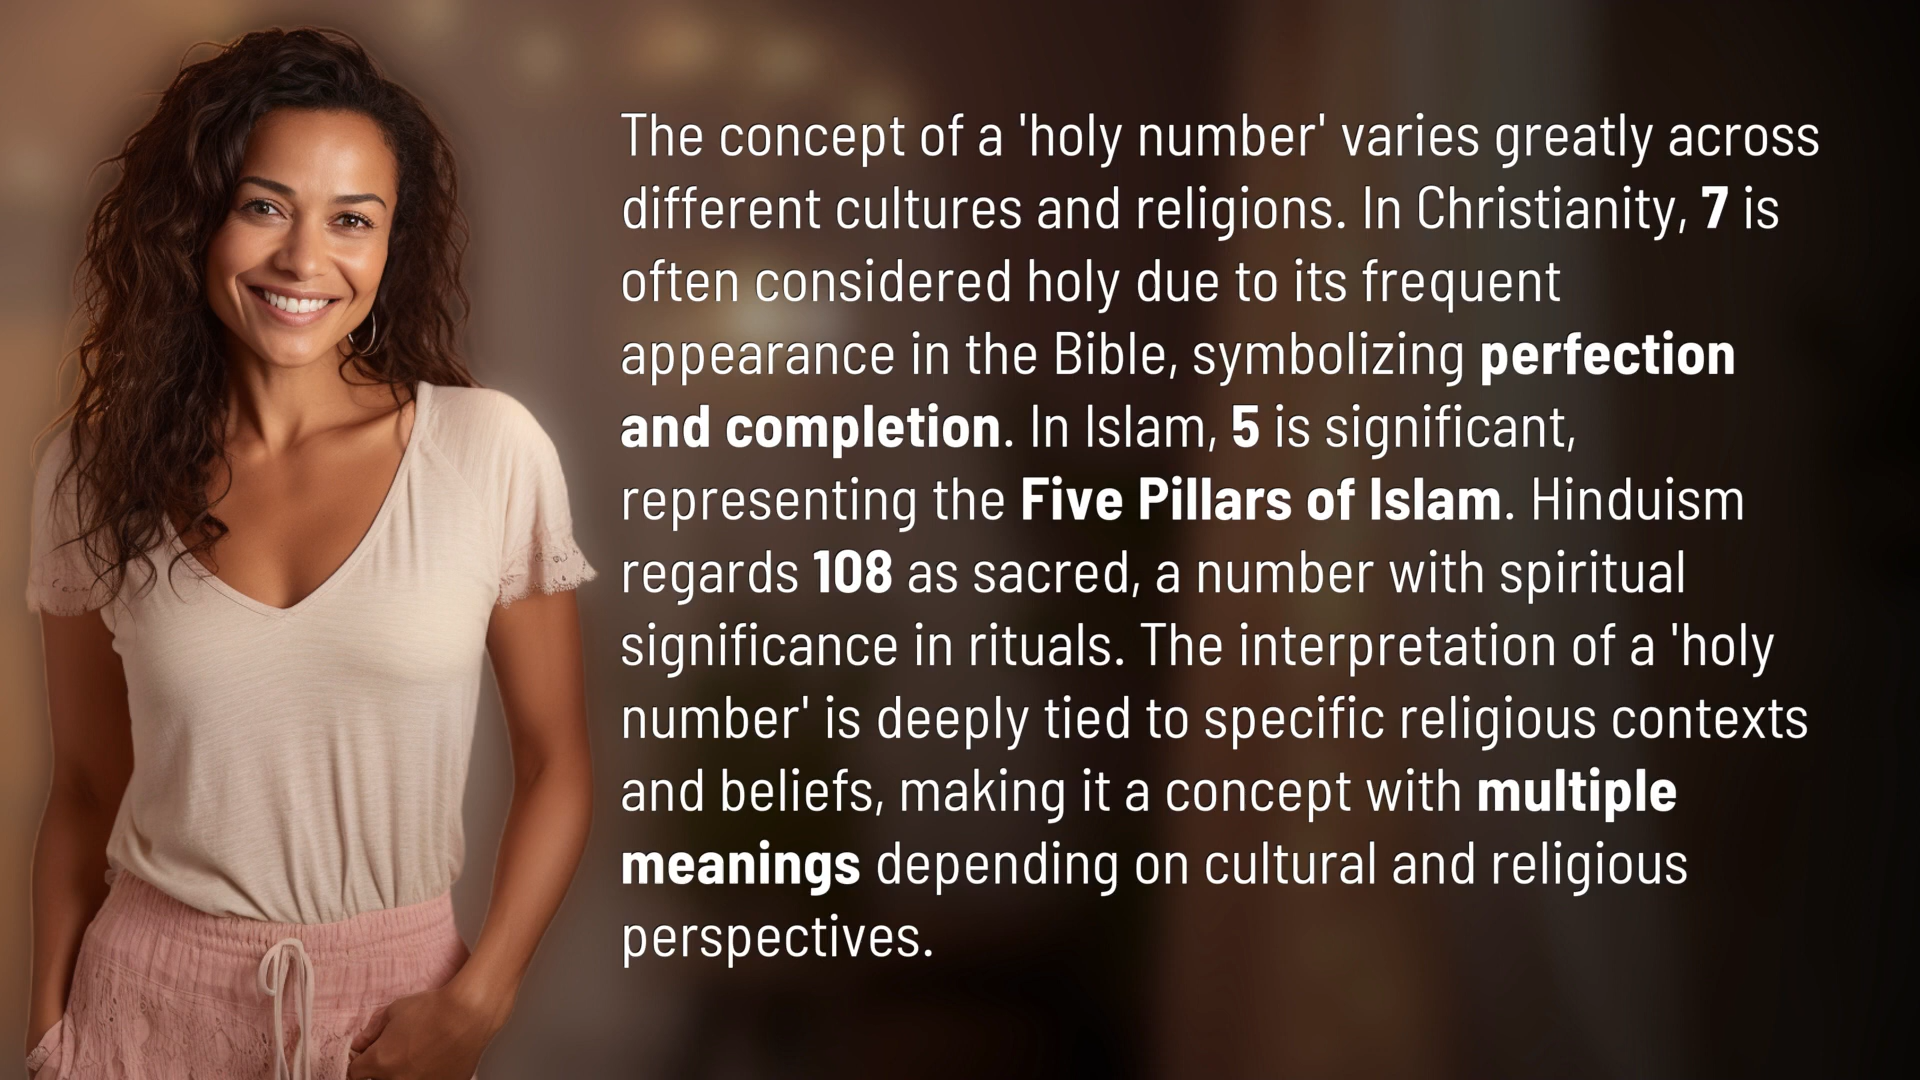 The concept of a 'holy number' varies greatly across
different cultures and religions. In Christianity, 7 is
often considered holy due to its frequent
appearance in the Bible, symbolizing perfection
and completion. In Islam, 5 is significant,
representing the Five Pillars of Islam. Hinduism
regards 108 as sacred, a number with spiritual
significance in rituals. The interpretation of a 'holy
number' is deeply tied to specific religious contexts
and beliefs, making it a concept with multiple
meanings depending on cultural and religious
perspectives.